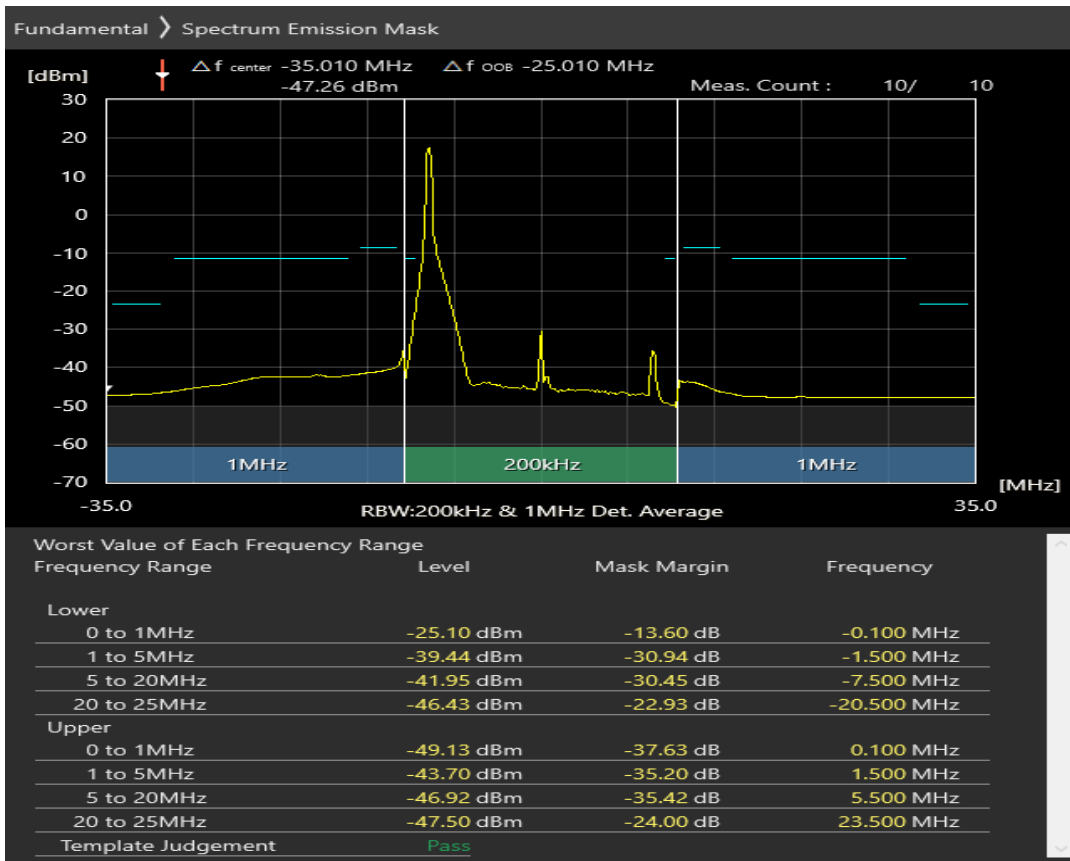 Fundamental ❯ Spectrum Emission Mask
[dBm] Δf center -35.010 MHz Δf OOB -25.010 MHz
-47.26 dBm Meas. Count : 10/ 10
30
20
10
0
-10
-20
-30
-40
-50
-60
1MHz 200kHz 1MHz
-70
[MHz]
-35.0 RBW:200kHz & 1MHz Det. Average 35.0
Worst Value of Each Frequency Range
Frequency Range Level Mask Margin Frequency
Lower
0 to 1MHz -25.10 dBm -13.60 dB -0.100 MHz
1 to 5MHz -39.44 dBm -30.94 dB -1.500 MHz
5 to 20MHz -41.95 dBm -30.45 dB -7.500 MHz
20 to 25MHz -46.43 dBm -22.93 dB -20.500 MHz
Upper
0 to 1MHz -49.13 dBm -37.63 dB 0.100 MHz
1 to 5MHz -43.70 dBm -35.20 dB 1.500 MHz
5 to 20MHz -46.92 dBm -35.42 dB 5.500 MHz
20 to 25MHz -47.50 dBm -24.00 dB 23.500 MHz
Template Judgement Pass